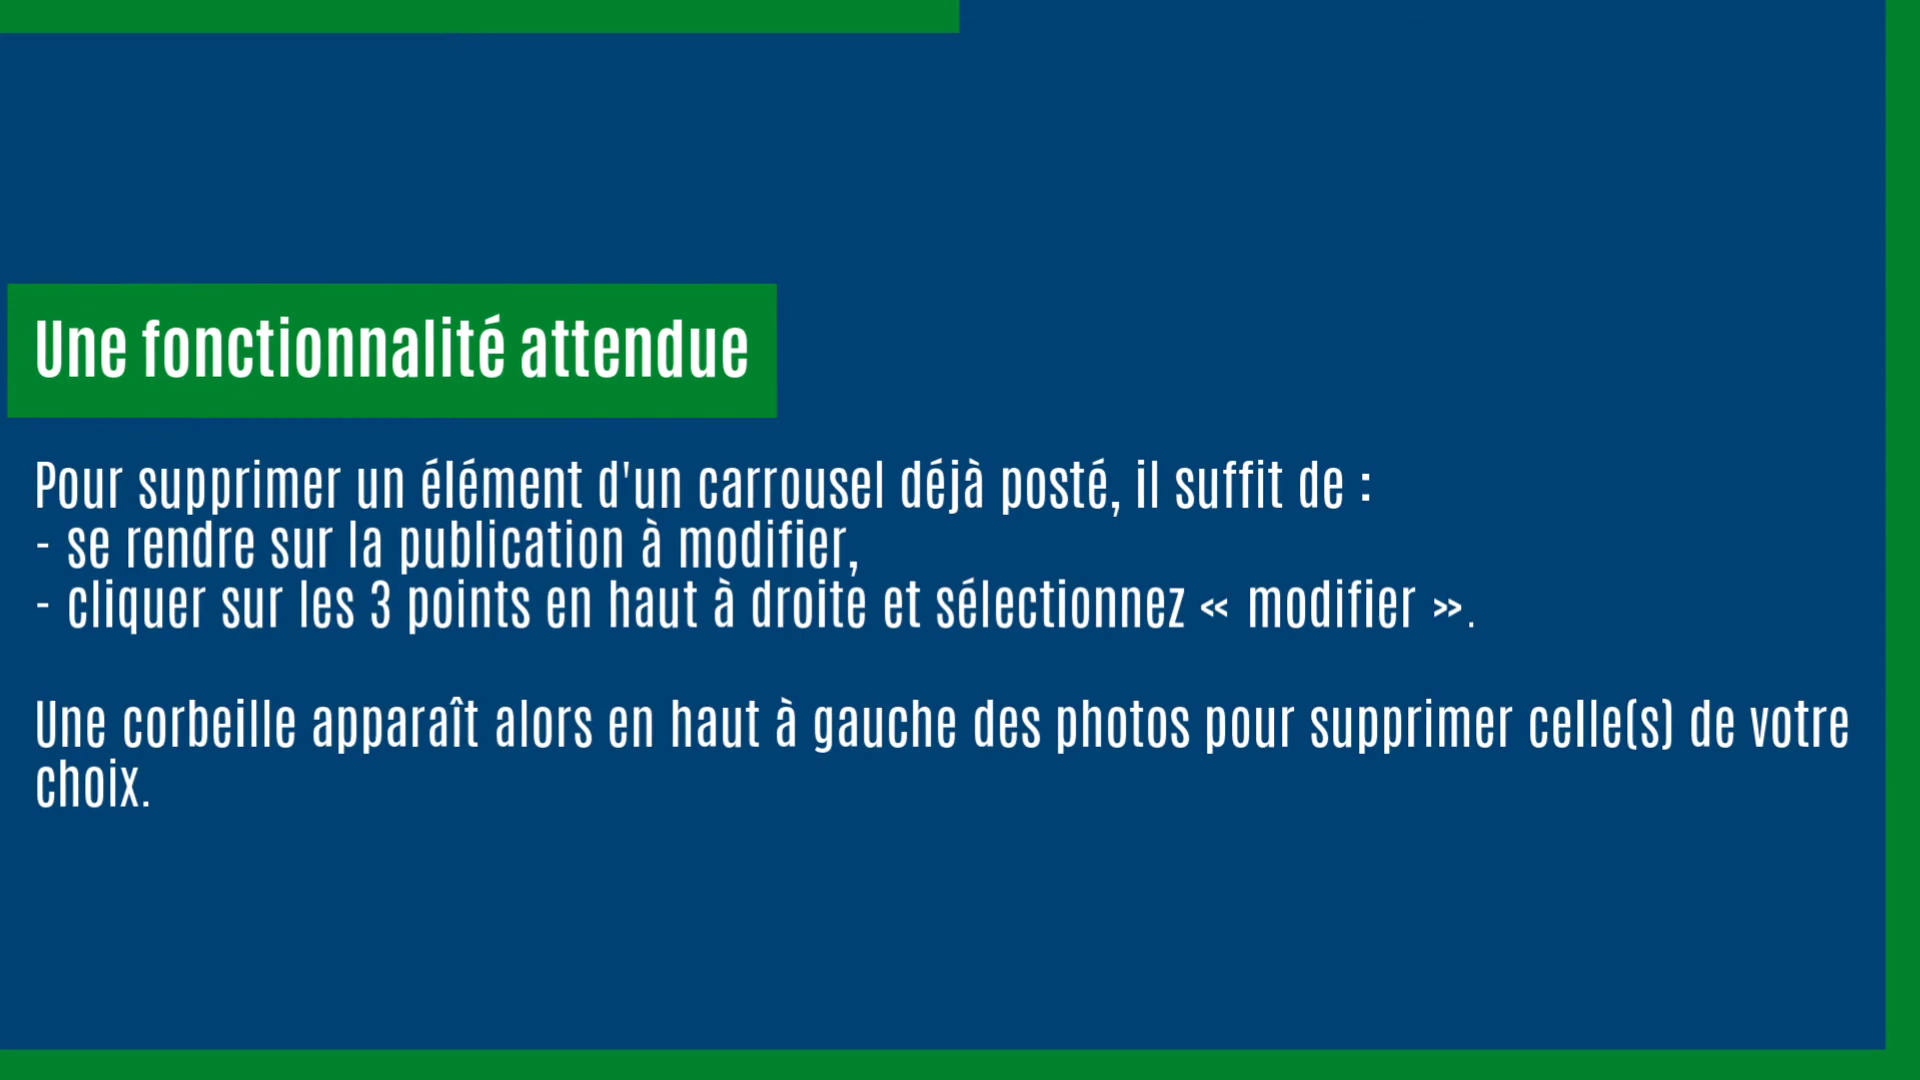 Une fonctionnalité attendue
Pour supprimer un élément d'un carrousel déjà posté, il suffit de :
- se rendre sur la publication à modifier,
- cliquer sur les 3 points en haut à droite et sélectionnez « modifier ».
Une corbeille apparaît alors en haut à gauche des photos pour supprimer celle(s) de votre
choix.